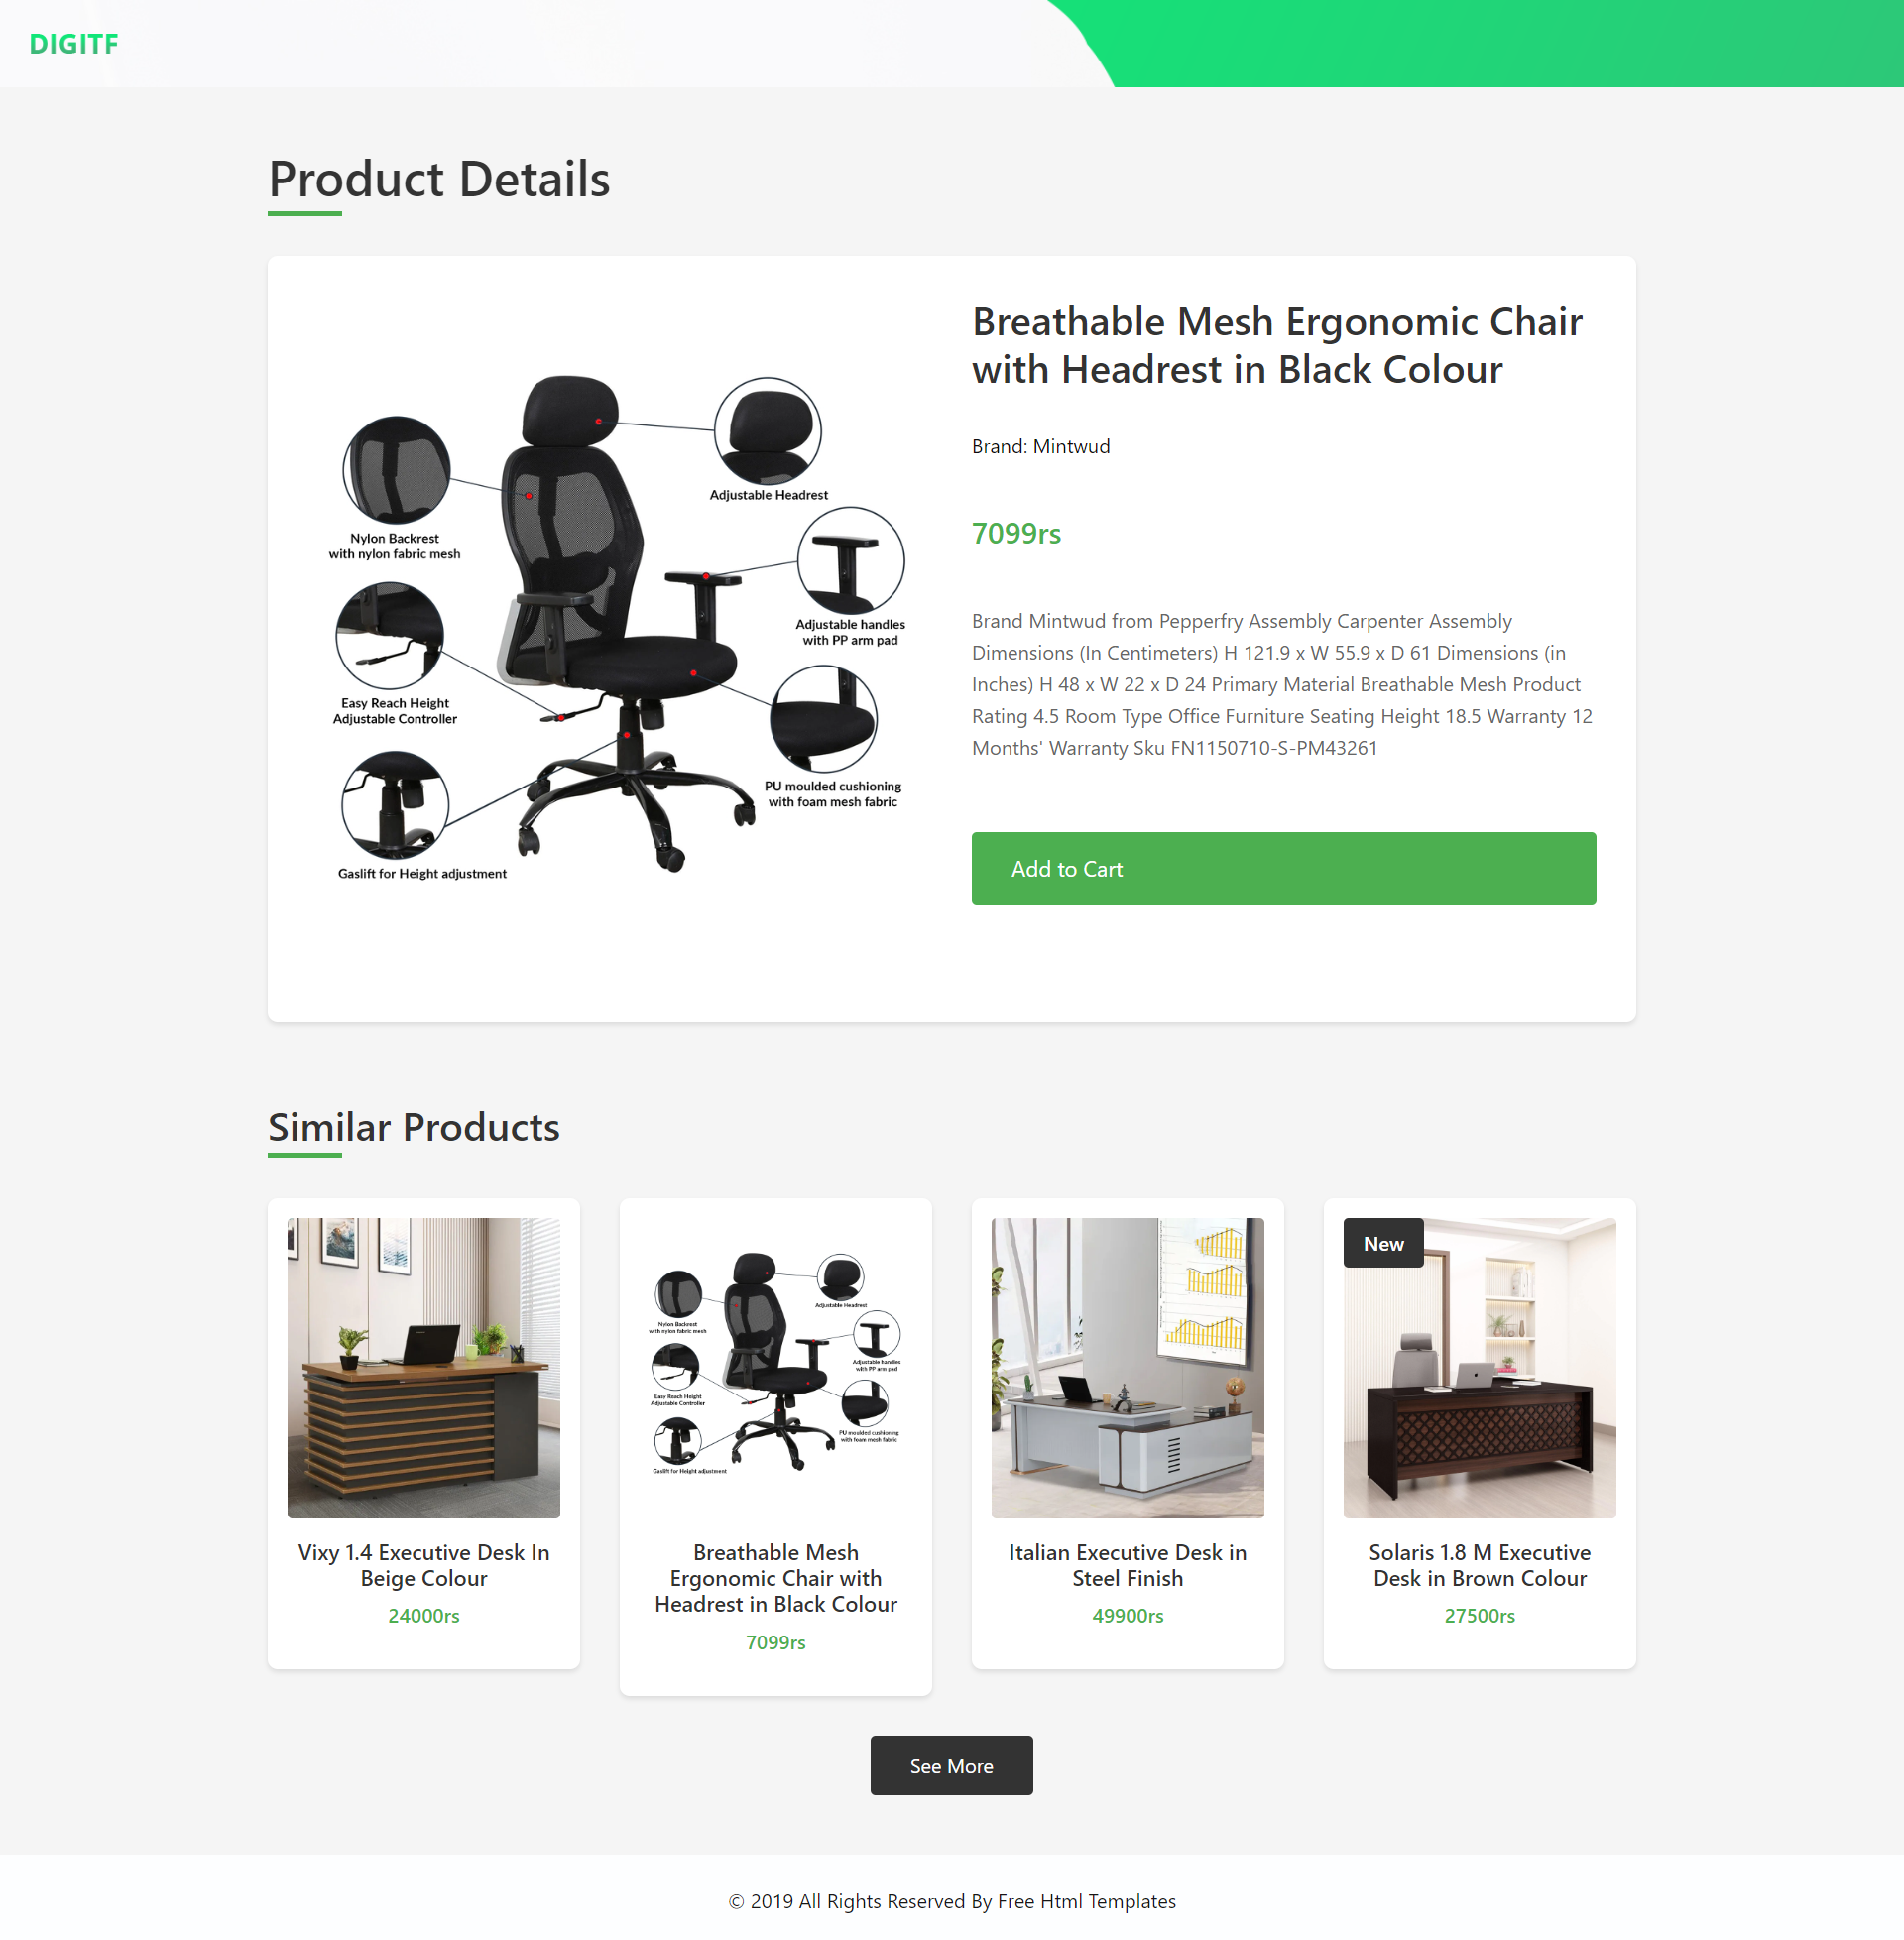 DIGITF
Product Details
Nylon Backrest
with nylon fabric mesh
Easy Reach Height
Adjustable Controller
Gaslift for Height adjustment
Adjustable Headrest
Adjustable handles
with PP arm pad
PU moulded cushioning
with foam mesh fabric
Breathable Mesh Ergonomic Chair
with Headrest in Black Colour
Brand: Mintwud
7099rs
Brand Mintwud from Pepperfry Assembly Carpenter Assembly
Dimensions (In Centimeters) H 121.9 x W 55.9 x D 61 Dimensions (in
Inches) H 48 x W 22 x D 24 Primary Material Breathable Mesh Product
Rating 4.5 Room Type Office Furniture Seating Height 18.5 Warranty 12
Months' Warranty Sku FN1150710-S-PM43261
Add to Cart
Similar Products
Vixy 1.4 Executive Desk In
Beige Colour
24000rs
Nylon Backrest
with nylon fabric mesh
Easy Reach Height
Adjustable Controller
Gaslift for Height adjustment
Adjustable Headrest
Adjustable handles
with PP arm pad
PU moulded cushioning
with foam mesh fabric
Breathable Mesh
Ergonomic Chair with
Headrest in Black Colour
7099rs
Italian Executive Desk in
Steel Finish
49900rs
New
Solaris 1.8 M Executive
Desk in Brown Colour
27500rs
See More
© 2019 All Rights Reserved By Free Html Templates